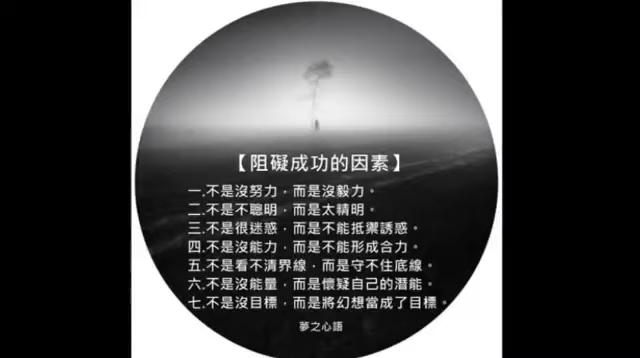 【阻礙成功的因素】
一.不是沒努力，而是沒毅力。
二.不是不聰明，而是太精明。
三.不是很迷惑，而是不能抵禦誘惑。
四.不是沒能力，而是不能形成合力。
五.不是看不清界線，而是守不住底線。
六.不是沒能量，而是懷疑自己的潛能。
七.不是沒目標，而是將幻想當成了目標。
夢之心語